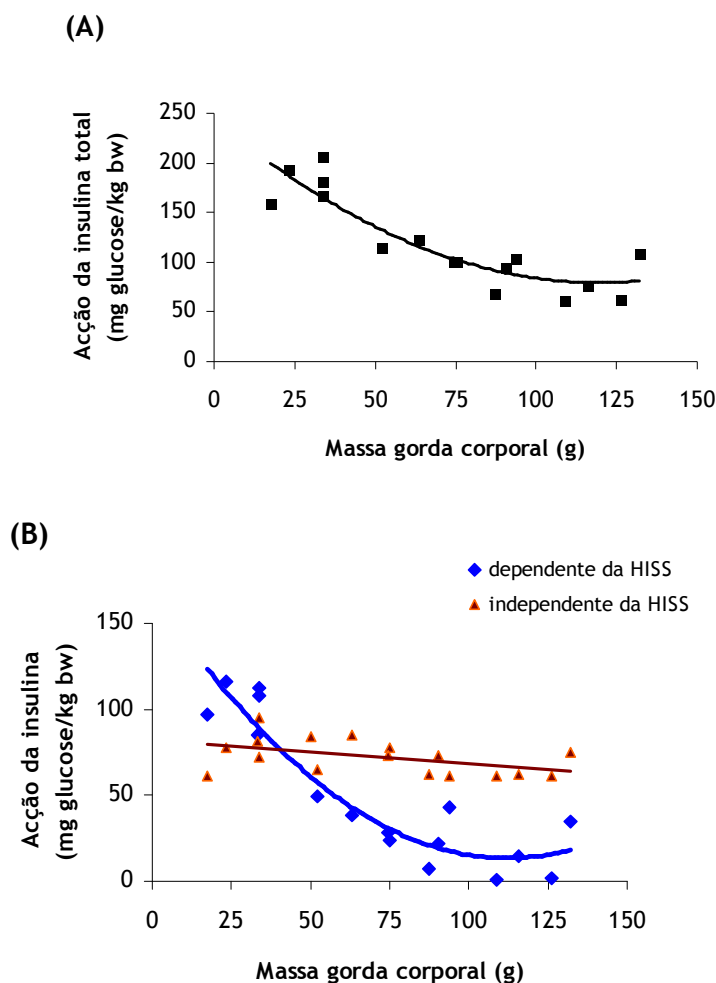 (A)
Acção da insulina total
(mg glucose/kg bw)
250
200
150
100
50
0
0 25 50 75 100 125 150
Massa gorda corporal (g)
(B)
dependente da HISS
independente da HISS
Acção da insulina
(mg glucose/kg bw)
150
100
50
0
0 25 50 75 100 125 150
Massa gorda corporal (g)